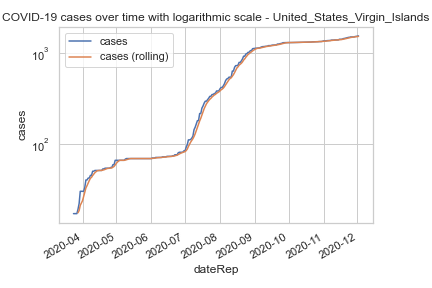 COVID-19 cases over time with logarithmic scale - United_States_Virgin_Islands
cases
cases (rolling)
10³
10²
cases
2020-04
2020-05
2020-06
2020-07
2020-08
2020-09
2020-10
2020-11
2020-12
dateRep